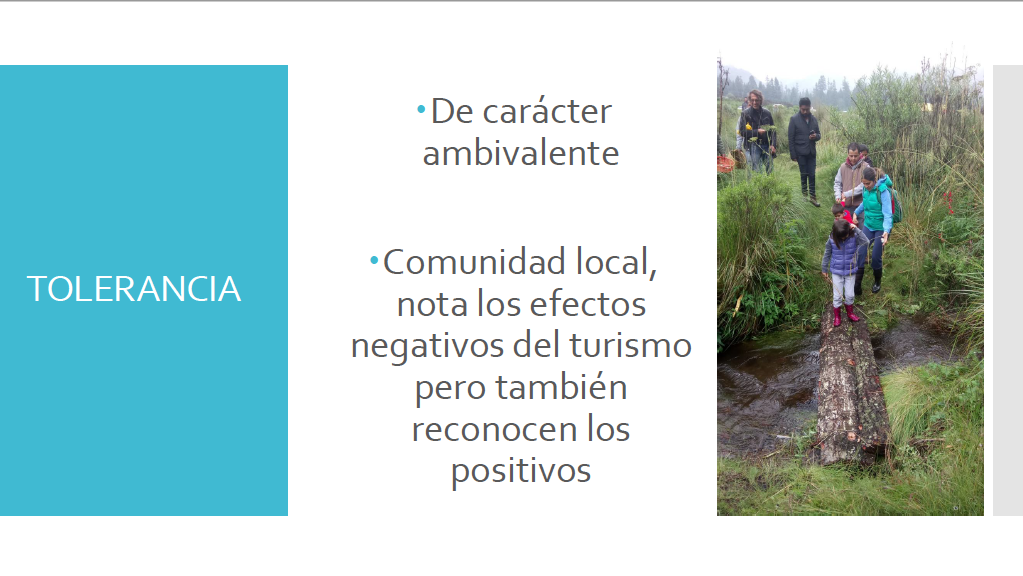 TOLERANCIA
•De carácter
ambivalente
•Comunidad local,
nota los efectos
negativos del turismo
pero también
reconocen los
positivos